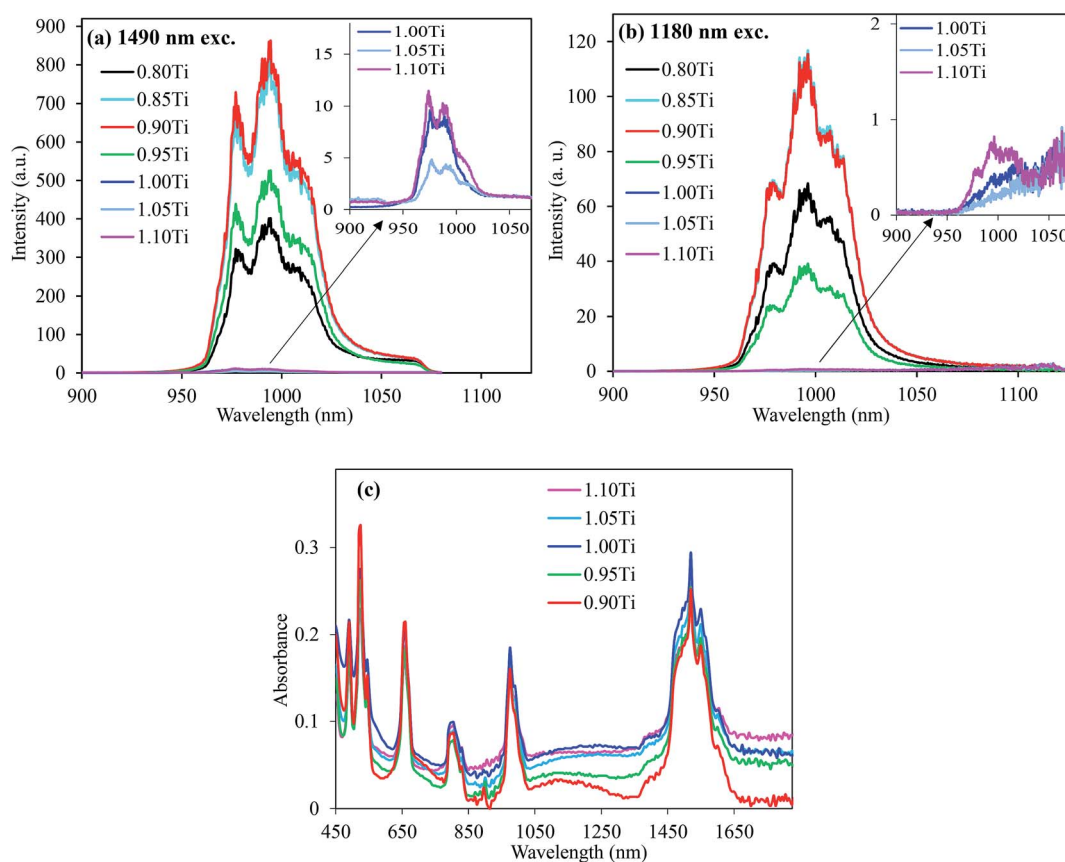 (a) 1490 nm exc.
Intensity (a.u.)
900
800
700
600
500
400
300
200
100
0
900
950
1000
1050
1100
Wavelength (nm)
0.80Ti
0.85Ti
0.90Ti
0.95Ti
1.00Ti
1.05Ti
1.10Ti
1.00Ti
1.05Ti
1.10Ti
15
10
5
0
900
950
1000
1050
(b) 1180 nm exc.
Intensity (a. u.)
120
100
80
60
40
20
0
900
950
1000
1050
1100
Wavelength (nm)
0.80Ti
0.85Ti
0.90Ti
0.95Ti
1.00Ti
1.05Ti
1.10Ti
1.00Ti
1.05Ti
1.10Ti
2
1
0
900
950
1000
1050
(c)
Absorbance
0.3
0.2
0.1
0
450
650
850
1050
1250
1450
1650
Wavelength (nm)
1.10Ti
1.05Ti
1.00Ti
0.95Ti
0.90Ti